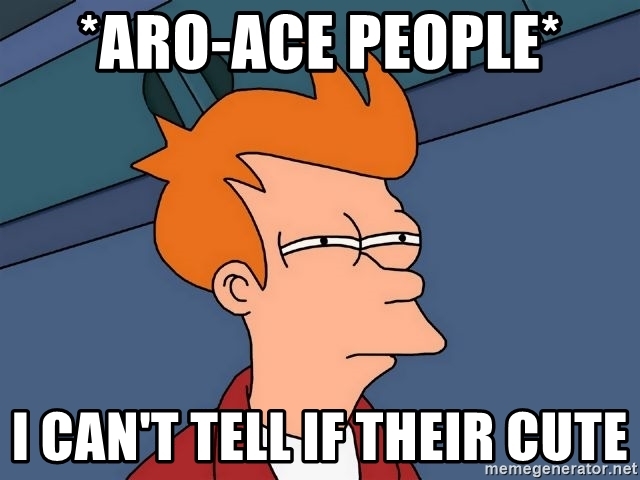 *ARO-ACE PEOPLE*
I CAN'T TELL IF THEIR CUTE
memegenerator.net